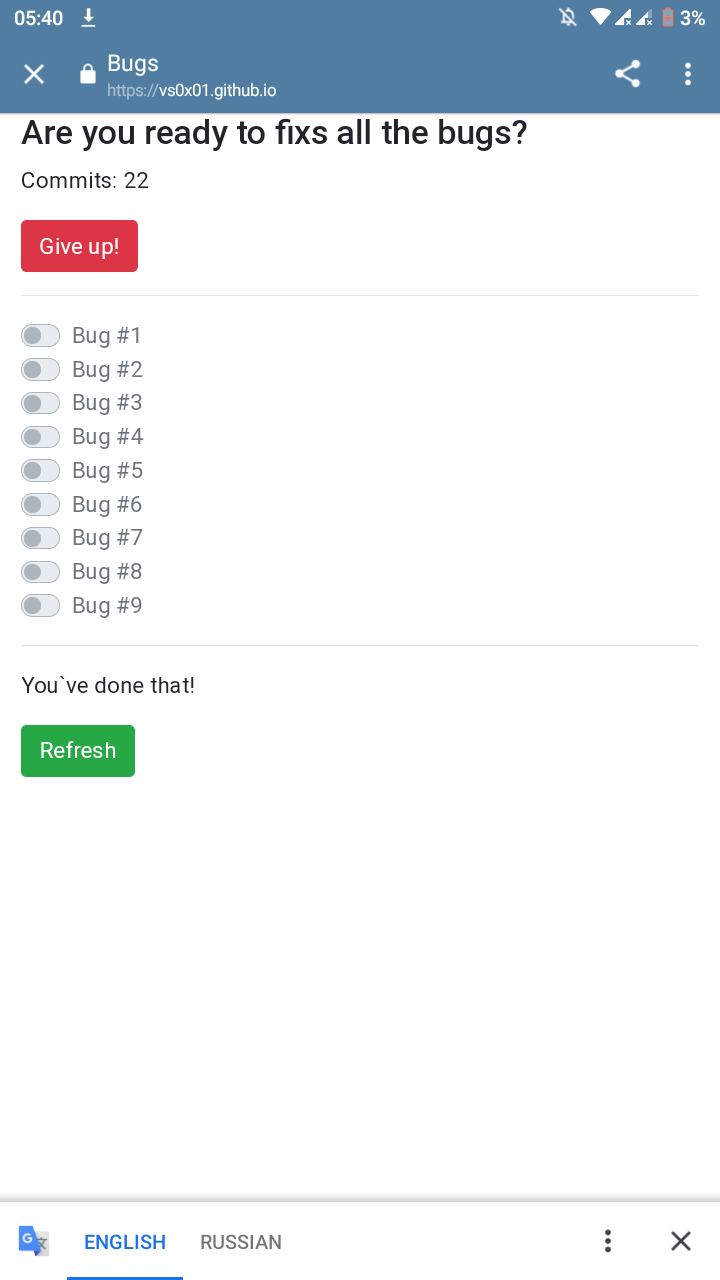 05:40
3%
Bugs
https://vs0x01.github.io
Are you ready to fixs all the bugs?
Commits: 22
Give up!
Bug #1
Bug #2
Bug #3
Bug #4
Bug #5
Bug #6
Bug #7
Bug #8
Bug #9
You`ve done that!
Refresh
ENGLISH RUSSIAN